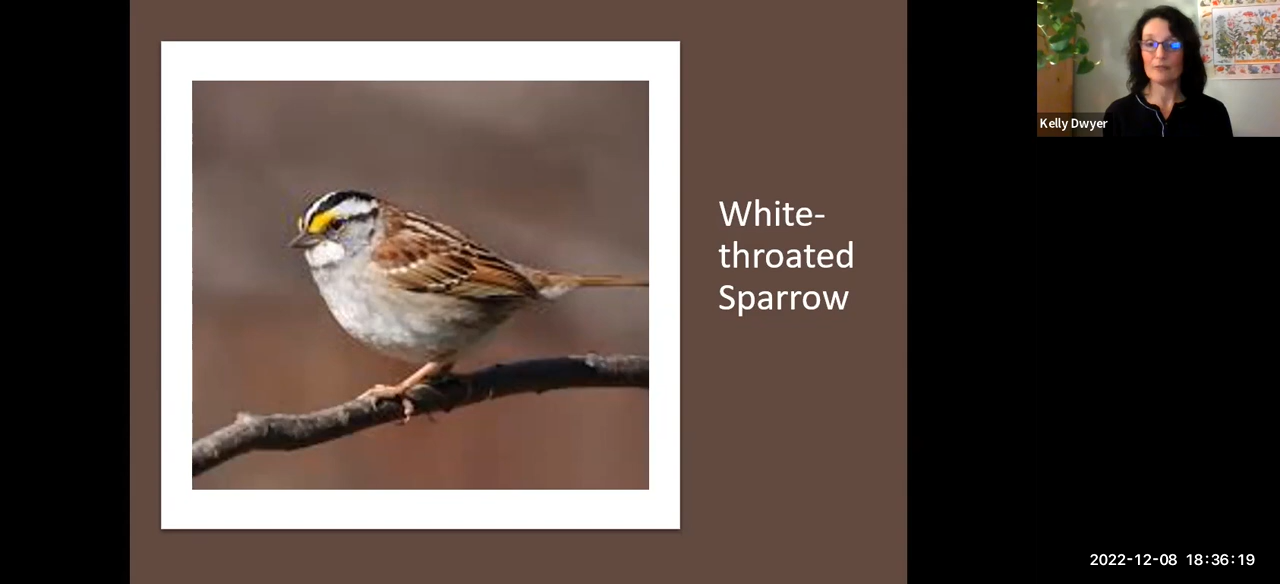 White-
throated
Sparrow
Kelly Dwyer
2022-12-08 18:36:19